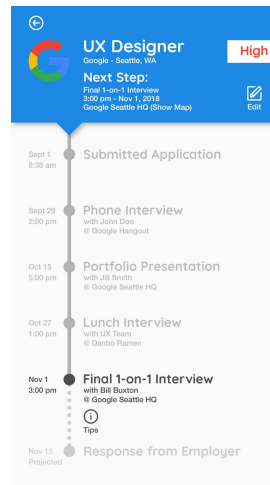 UX Designer
Google - Seattle, WA
High
Next Step:
Final 1-on-1 Interview
3:00 pm - Nov 1, 2018
Google Seattle HQ (Show Map)
Edit
Sept 1
8:38 am
Submitted Application
Sept 29
2:00 pm
Phone Interview
with John Doe
@ Google Hangout
Oct 15
5:00 pm
Portfolio Presentation
with Jill Smith
@ Google Seattle HQ
Oct 27
1:00 pm
Lunch Interview
with UX Team
@ Danbo Ramen
Nov 1
3:00 pm
Final 1-on-1 Interview
with Bill Buxton
@ Google Seattle HQ
Tips
Nov 15
Projected
Response from Employer